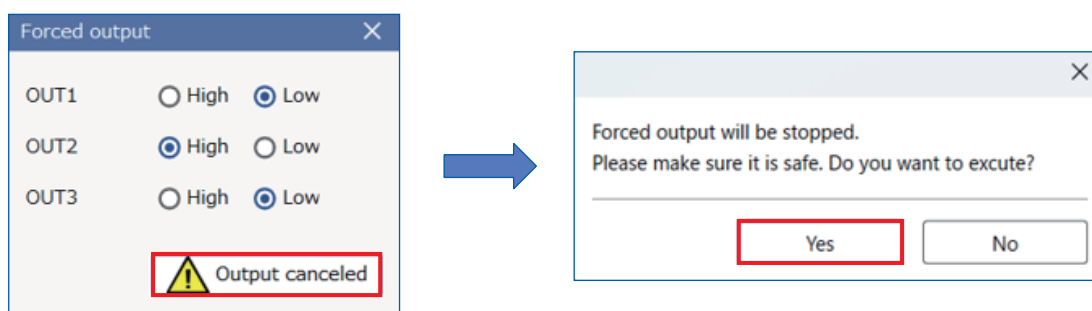 Forced output
OUT1 High Low
OUT2 High Low
OUT3 High Low
Output canceled
Forced output will be stopped.
Please make sure it is safe. Do you want to excute?
Yes No